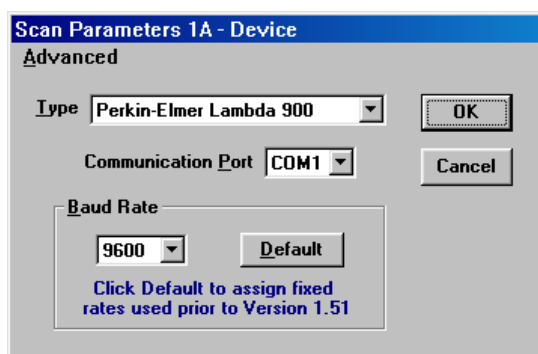 Scan Parameters 1A - Device
Advanced
Type Perkin-Elmer Lambda 900 OK
Communication Port COM1 Cancel
Baud Rate
9600 Default
Click Default to assign fixed
rates used prior to Version 1.51